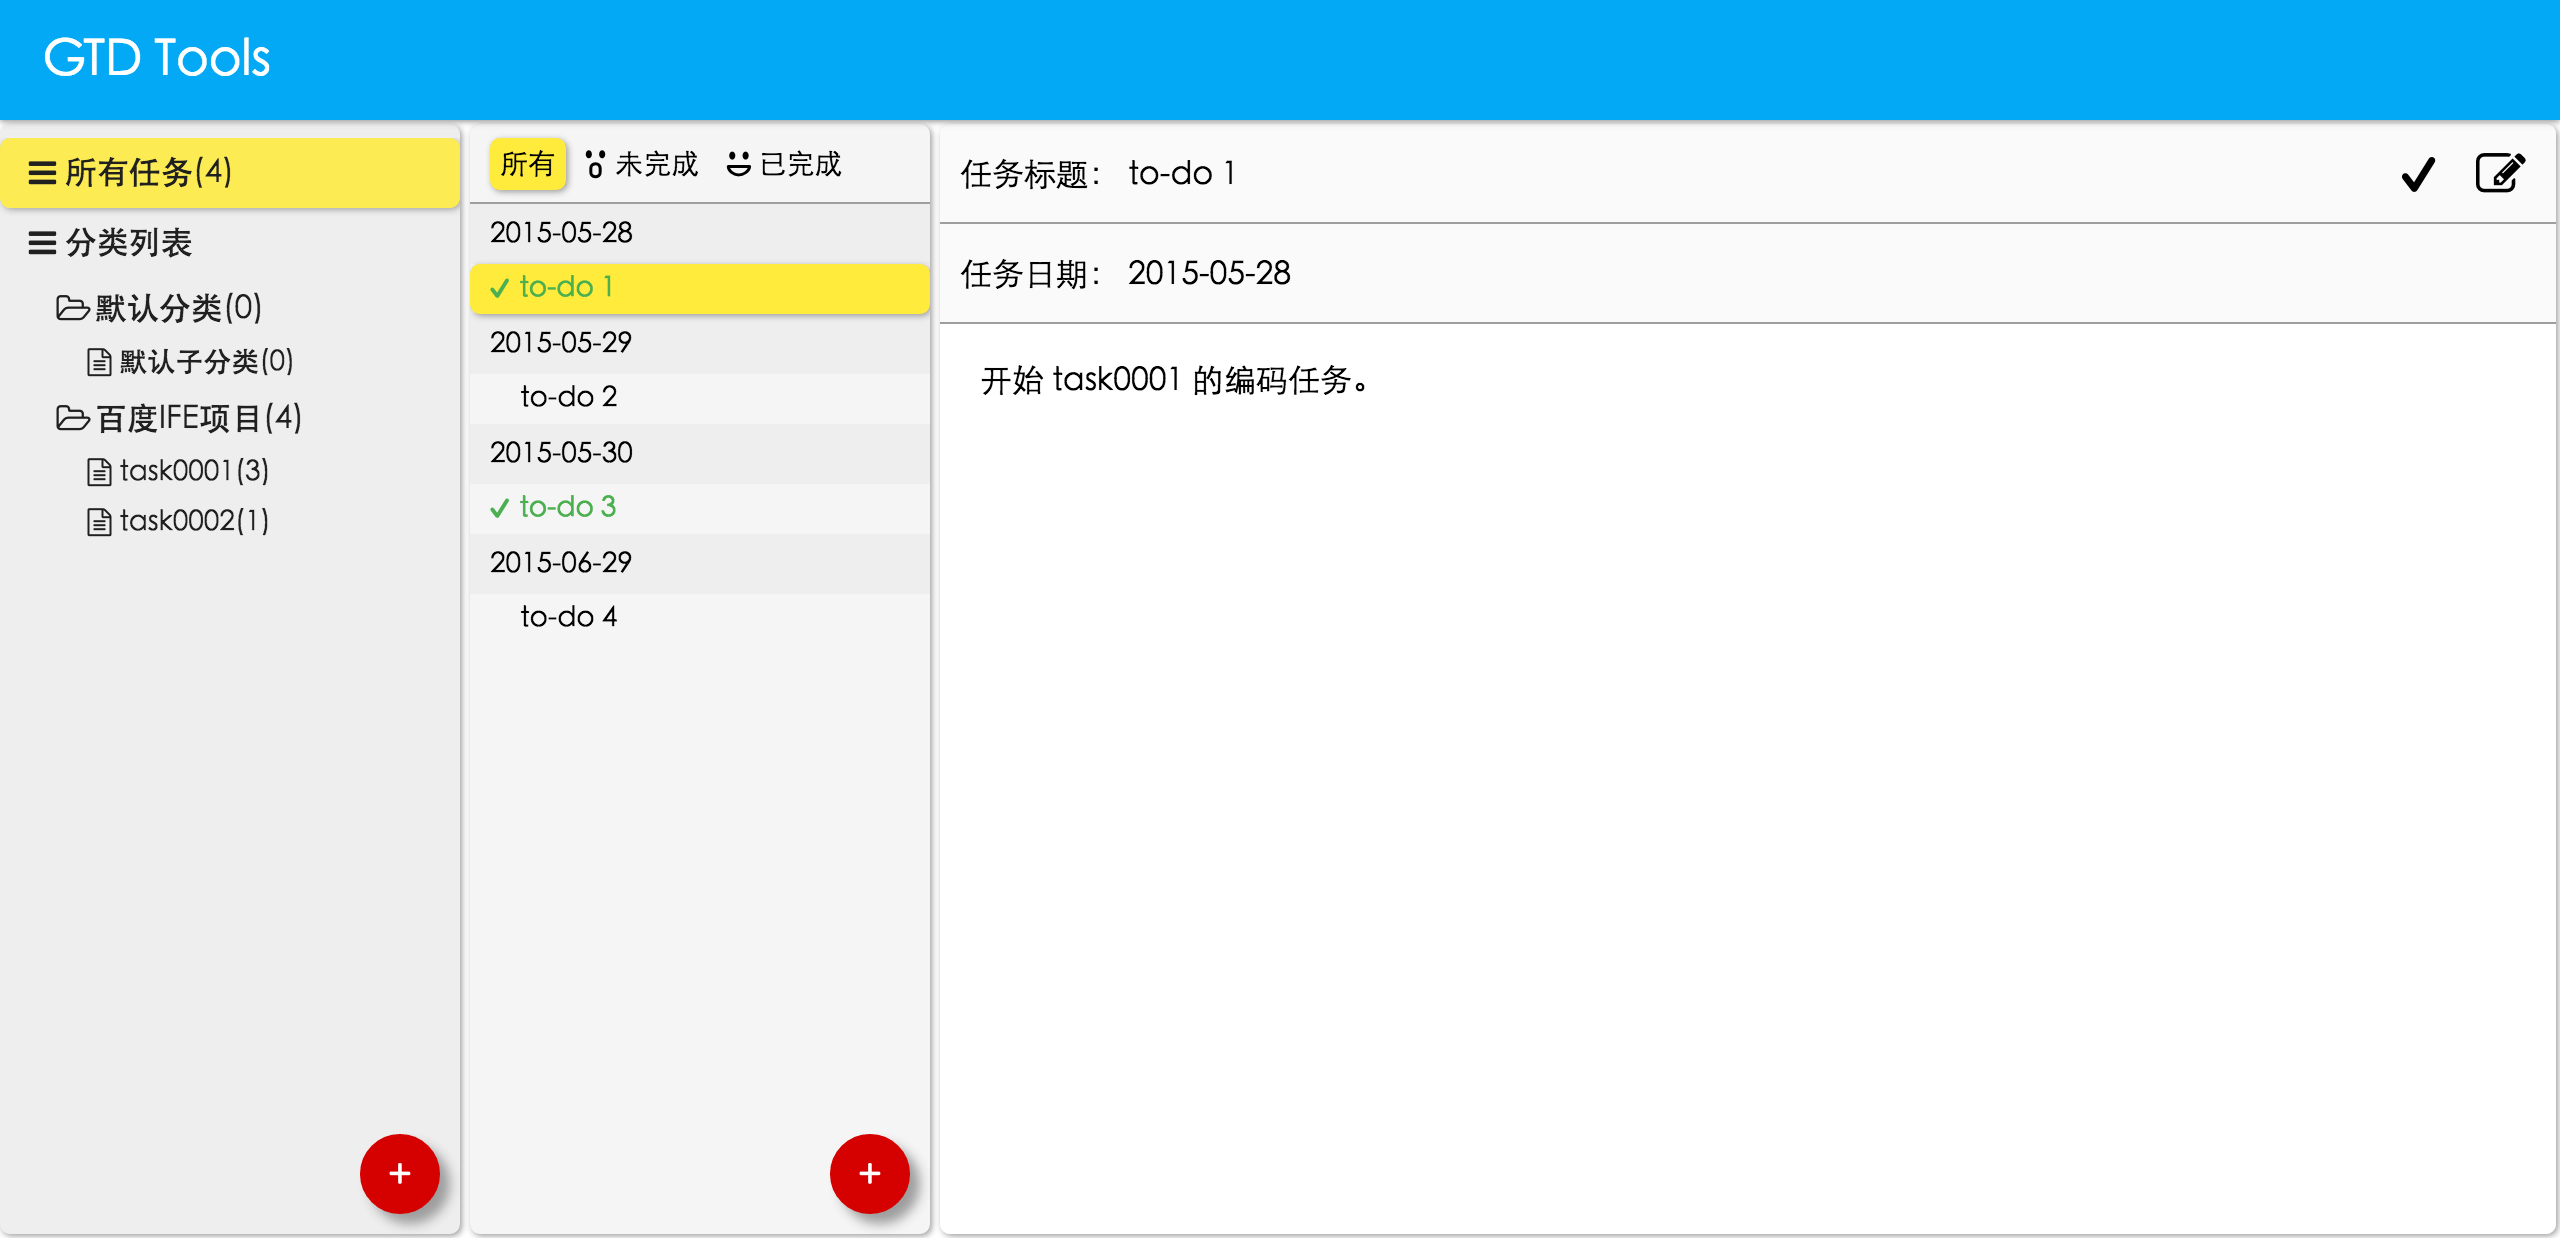 GTD Tools
所有任务(4)
分类列表
默认分类(0)
默认子分类(0)
百度IFE项目(4)
task0001(3)
task0002(1)
所有 未完成 已完成
2015-05-28
to-do 1
2015-05-29
to-do 2
2015-05-30
to-do 3
2015-06-29
to-do 4
任务标题： to-do 1
任务日期： 2015-05-28
开始 task0001 的编码任务。